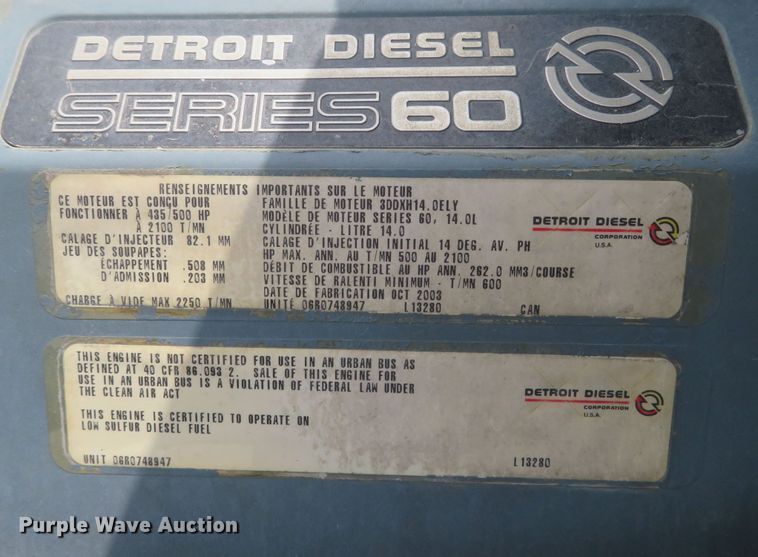 DETROIT DIESEL
SERIES 60
RENSEIGNEMENTS IMPORTANTS SUR LE MOTEUR
CE MOTEUR EST CONÇU POUR
FONCTIONNER À 435/500 HP
À 2100 T/MN
CALAGE D'INJECTEUR 82.1 MM
JEU DES SOUPAPES:
ÉCHAPPEMENT .508 MM
D'ADMISSION .203 MM
CHARGE À VIDE MAX 2250 T/MN
FAMILLE DE MOTEUR 3DDXH14.0ELY
MODÈLE DE MOTEUR SERIES 60, 14.0L
CYLINDRÉE - LITRE 14.0
CALAGE D'INJECTION INITIAL 14 DEG. AV. PH
HP MAX. ANN. AU T/MN 500 AU 2100
DÉBIT DE COMBUSTIBLE AU HP ANN. 262.0 MM3/COURSE
VITESSE DE RALENTI MINIMUM - T/MN 600
DATE DE FABRICATION OCT 2003
UNITÉ 06R0748947 L13280 CAN
DETROIT DIESEL
CORPORATION
U.S.A.
THIS ENGINE IS NOT CERTIFIED FOR USE IN AN URBAN BUS AS
DEFINED AT 40 CFR 86.093 2. SALE OF THIS ENGINE FOR
USE IN AN URBAN BUS IS A VIOLATION OF FEDERAL LAW UNDER
THE CLEAN AIR ACT
THIS ENGINE IS CERTIFIED TO OPERATE ON
LOW SULFUR DIESEL FUEL
UNIT 06R0748947 L13280
DETROIT DIESEL
CORPORATION
U.S.A.
Purple Wave Auction